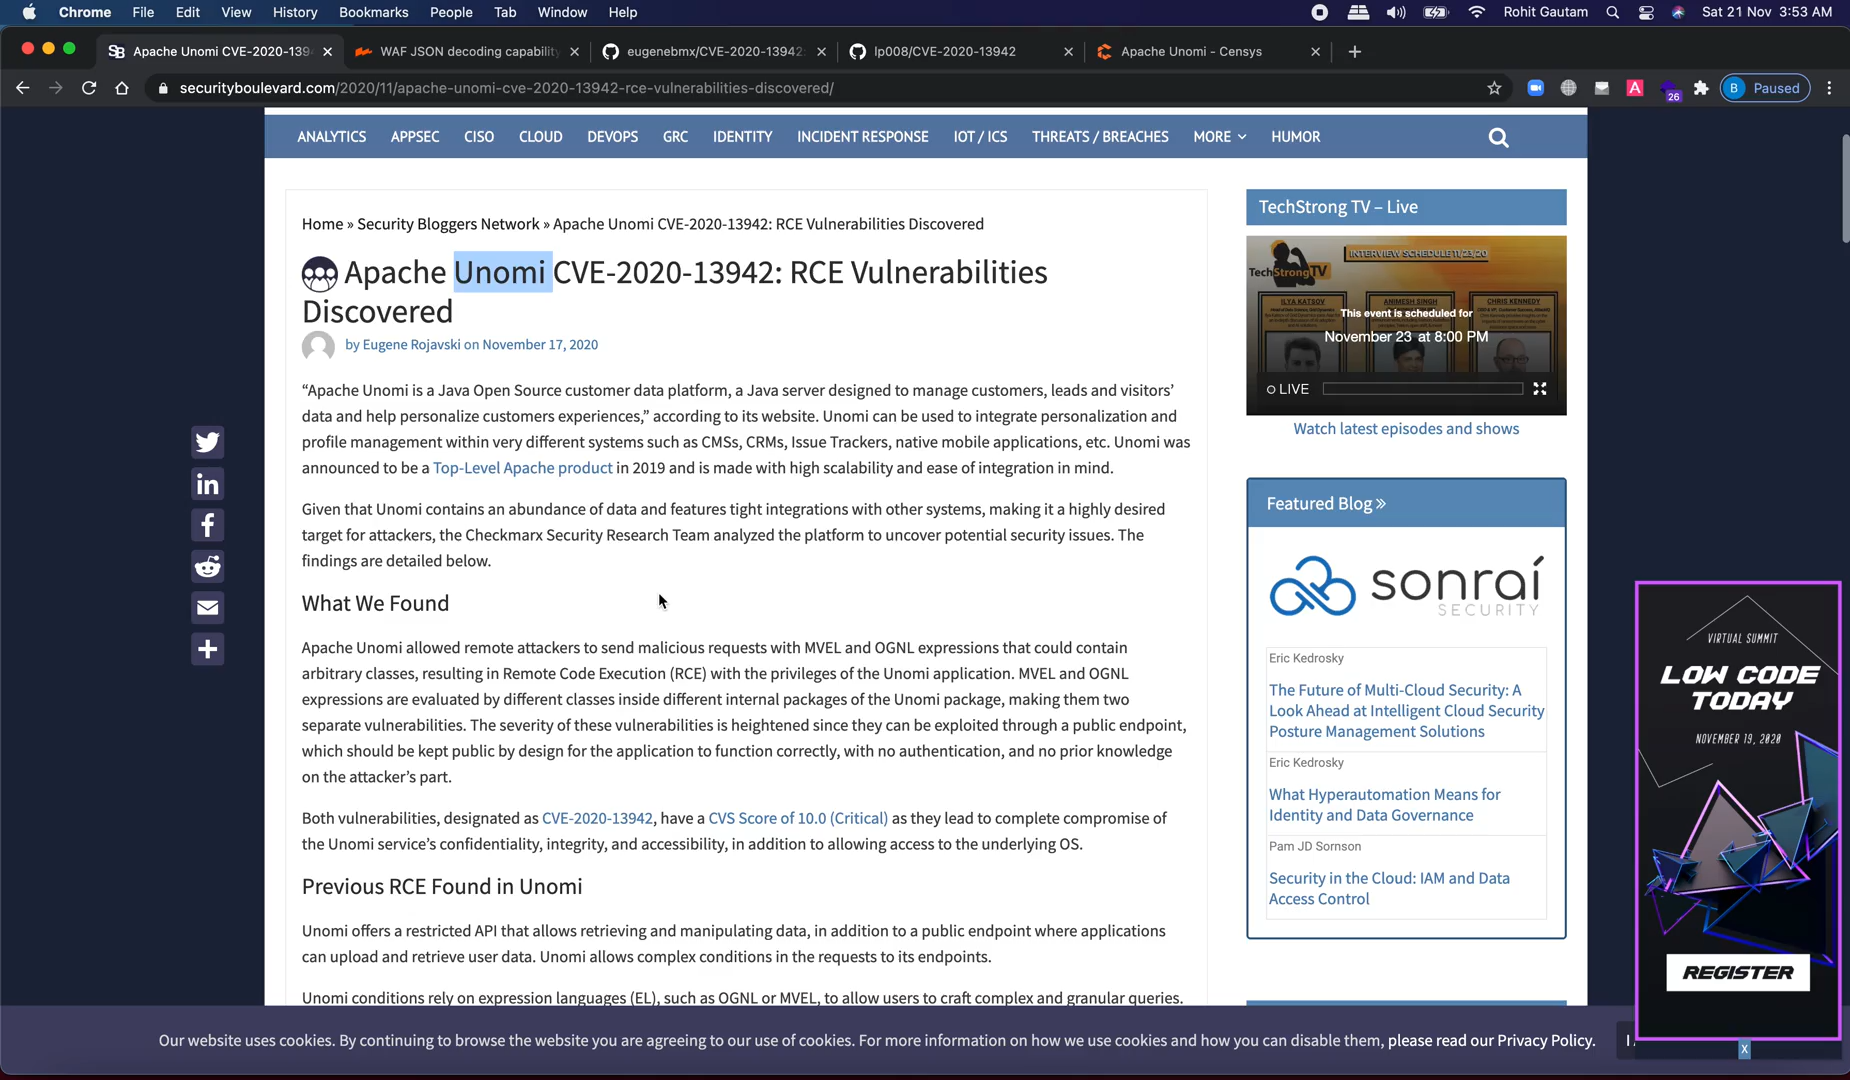 Chrome File Edit View History Bookmarks People Tab Window Help Rohit Gautam Sat 21 Nov 3:53 AM
SB Apache Unomi CVE-2020-139 WAF JSON decoding capability eugenebmx/CVE-2020-13942 lp008/CVE-2020-13942 Apache Unomi - Censys
securityboulevard.com/2020/11/apache-unomi-cve-2020-13942-rce-vulnerabilities-discovered/ A 26 B Paused
ANALYTICS APPSEC CISO CLOUD DEVOPS GRC IDENTITY INCIDENT RESPONSE IOT / ICS THREATS / BREACHES MORE HUMOR
Home » Security Bloggers Network » Apache Unomi CVE-2020-13942: RCE Vulnerabilities Discovered
Apache Unomi CVE-2020-13942: RCE Vulnerabilities
Discovered
by Eugene Rojavski on November 17, 2020
“Apache Unomi is a Java Open Source customer data platform, a Java server designed to manage customers, leads and visitors’
data and help personalize customers experiences,” according to its website. Unomi can be used to integrate personalization and
profile management within very different systems such as CMSs, CRMs, Issue Trackers, native mobile applications, etc. Unomi was
announced to be a Top-Level Apache product in 2019 and is made with high scalability and ease of integration in mind.
Given that Unomi contains an abundance of data and features tight integrations with other systems, making it a highly desired
target for attackers, the Checkmarx Security Research Team analyzed the platform to uncover potential security issues. The
findings are detailed below.
What We Found
Apache Unomi allowed remote attackers to send malicious requests with MVEL and OGNL expressions that could contain
arbitrary classes, resulting in Remote Code Execution (RCE) with the privileges of the Unomi application. MVEL and OGNL
expressions are evaluated by different classes inside different internal packages of the Unomi package, making them two
separate vulnerabilities. The severity of these vulnerabilities is heightened since they can be exploited through a public endpoint,
which should be kept public by design for the application to function correctly, with no authentication, and no prior knowledge
on the attacker’s part.
Both vulnerabilities, designated as CVE-2020-13942, have a CVS Score of 10.0 (Critical) as they lead to complete compromise of
the Unomi service’s confidentiality, integrity, and accessibility, in addition to allowing access to the underlying OS.
Previous RCE Found in Unomi
Unomi offers a restricted API that allows retrieving and manipulating data, in addition to a public endpoint where applications
can upload and retrieve user data. Unomi allows complex conditions in the requests to its endpoints.
Unomi conditions rely on expression languages (EL), such as OGNL or MVEL, to allow users to craft complex and granular queries.
TechStrong TV – Live
INTERVIEW SCHEDULE 11/23/20
TechStrongTV
ILYA KATSOV ANIMESH SINGH CHRIS KENNEDY
This event is scheduled for
November 23 at 8:00 PM
LIVE
Watch latest episodes and shows
Featured Blog »
sonraí
SECURITY
Eric Kedrosky
The Future of Multi-Cloud Security: A
Look Ahead at Intelligent Cloud Security
Posture Management Solutions
Eric Kedrosky
What Hyperautomation Means for
Identity and Data Governance
Pam JD Sornson
Security in the Cloud: IAM and Data
Access Control
VIRTUAL SUMMIT
LOW CODE
TODAY
NOVEMBER 19, 2020
REGISTER
X
Our website uses cookies. By continuing to browse the website you are agreeing to our use of cookies. For more information on how we use cookies and how you can disable them, please read our Privacy Policy.